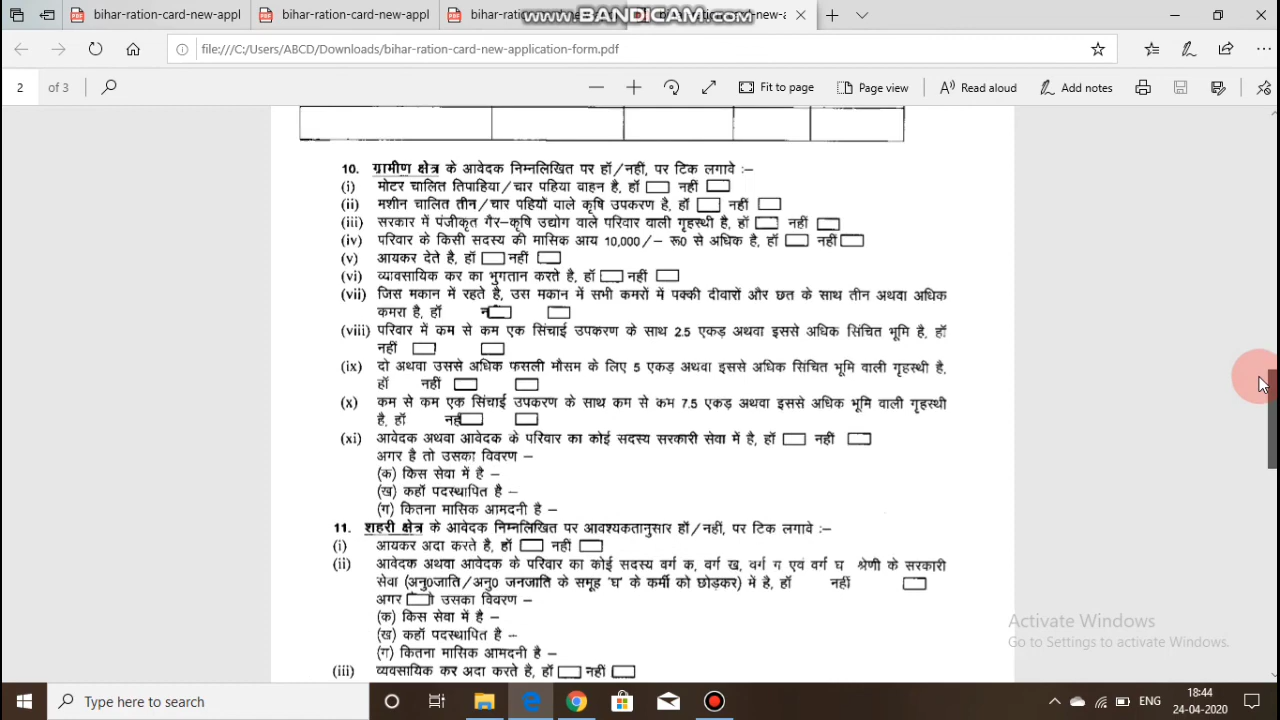 bihar-ration-card-new-appl
bihar-ration-card-new-appl
bihar-ra
-new-a
www.BANDICAM.com
file:///C:/Users/ABCD/Downloads/bihar-ration-card-new-application-form.pdf
2 of 3 Fit to page Page view Read aloud Add notes
10. ग्रामीण क्षेत्र के आवेदक निम्नलिखित पर हॉ/नहीं, पर टिक लगावे :–
(i) मोटर चालित तिपाहिया/चार पहिया वाहन है, हॉ नहीं
(ii) मशीन चालित तीन/चार पहियों वाले कृषि उपकरण है, हॉ नहीं
(iii) सरकार में पंजीकृत गैर–कृषि उद्योग वाले परिवार वाली गृहस्थी है, हॉ नहीं
(iv) परिवार के किसी सदस्य की मासिक आय 10,000/– रू0 से अधिक है, हॉ नहीं
(v) आयकर देते है, हॉ नहीं
(vi) व्यावसायिक कर का भुगतान करते है, हॉ नहीं
(vii) जिस मकान में रहते है, उस मकान में सभी कमरों में पक्की दीवारों और छत के साथ तीन अथवा अधिक
कमरा है, हॉ
(viii) परिवार में कम से कम एक सिंचाई उपकरण के साथ 2.5 एकड़ अथवा इससे अधिक सिंचित भूमि है, हॉ
नहीं
(ix) दो अथवा उससे अधिक फसली मौसम के लिए 5 एकड़ अथवा इससे अधिक सिंचित भूमि वाली गृहस्थी है,
हॉ नहीं
(x) कम से कम एक सिंचाई उपकरण के साथ कम से कम 7.5 एकड़ अथवा इससे अधिक भूमि वाली गृहस्थी
है, हॉ
(xi) आवेदक अथवा आवेदक के परिवार का कोई सदस्य सरकारी सेवा में है, हॉ नहीं
अगर है तो उसका विवरण –
(क) किस सेवा में है –
(ख) कहॉ पदस्थापित है –
(ग) कितना मासिक आमदनी है –
11. शहरी क्षेत्र के आवेदक निम्नलिखित पर आवश्यकतानुसार हॉ/नहीं, पर टिक लगावे :–
(i) आयकर अदा करते है, हॉ नहीं
(ii) आवेदक अथवा आवेदक के परिवार का कोई सदस्य वर्ग क, वर्ग ख, वर्ग ग एवं वर्ग घ श्रेणी के सरकारी
सेवा (अनु0जाति/अनु0 जनजाति के समूह 'घ' के कर्मी को छोड़कर) में है, हॉ नहीं
अगर उसका विवरण –
(क) किस सेवा में है –
(ख) कहॉ पदस्थापित है –
(ग) कितना मासिक आमदनी है –
(iii) व्यवसायिक कर अदा करते है, हॉ नहीं
Activate Windows
Go to Settings to activate Windows.
Type here to search
ENG
18:44
24-04-2020